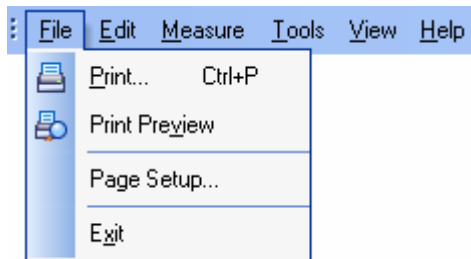 File Edit Measure Tools View Help
Print... Ctrl+P
Print Preview
Page Setup...
Exit